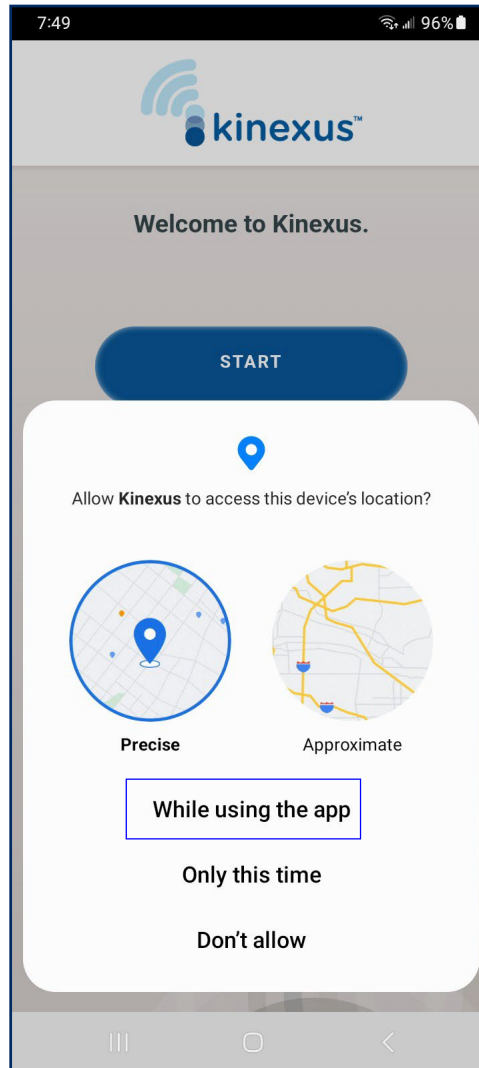 7:49 96%
kinexus™
Welcome to Kinexus.
START
Allow Kinexus to access this device's location?
Precise Approximate
While using the app
Only this time
Don't allow